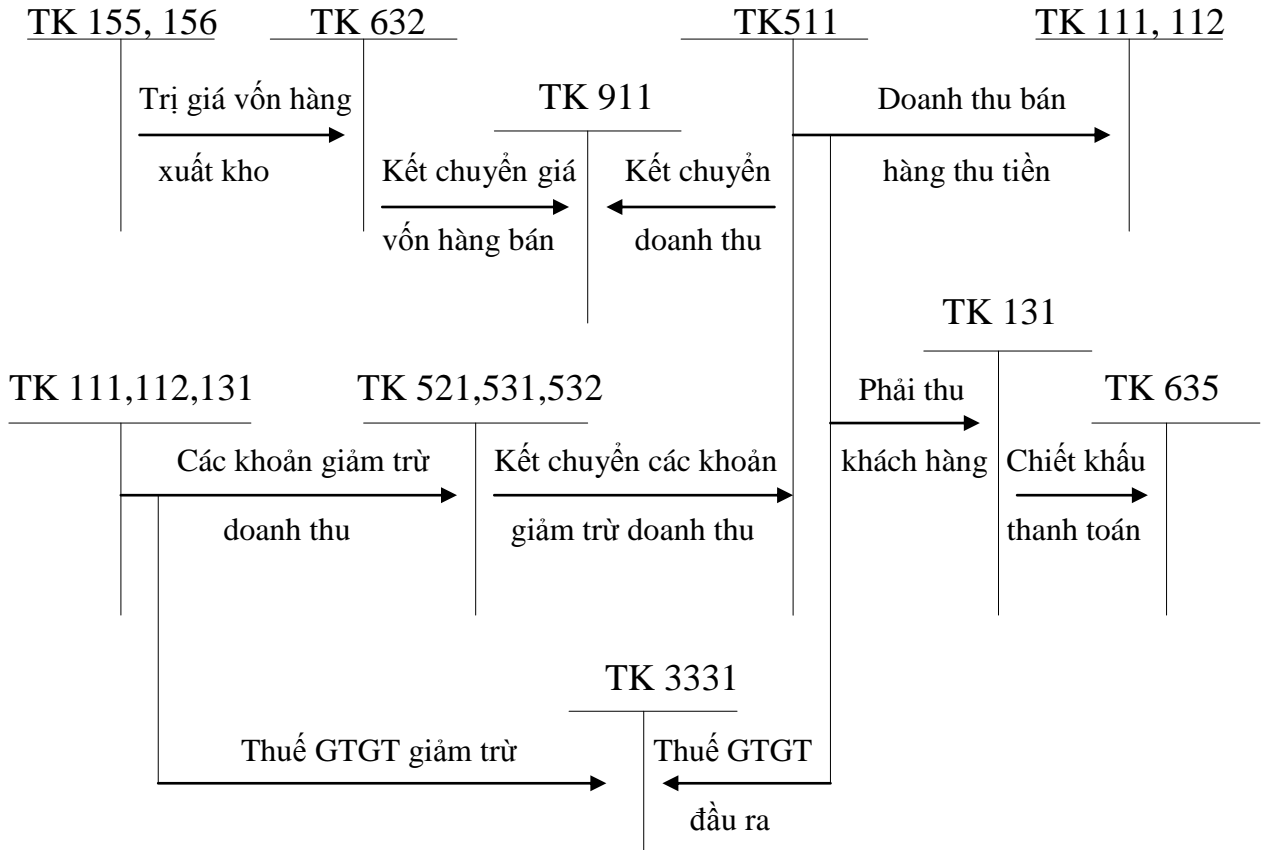 TK 155, 156
TK 632
TK511
TK 111, 112
Trị giá vốn hàng
xuất kho
TK 911
Doanh thu bán
hàng thu tiền
Kết chuyển giá
vốn hàng bán
Kết chuyển
doanh thu
TK 131
TK 111,112,131
TK 521,531,532
Phải thu
khách hàng
TK 635
Các khoản giảm trừ
doanh thu
Kết chuyển các khoản
giảm trừ doanh thu
Chiết khấu
thanh toán
TK 3331
Thuế GTGT giảm trừ
Thuế GTGT
đầu ra